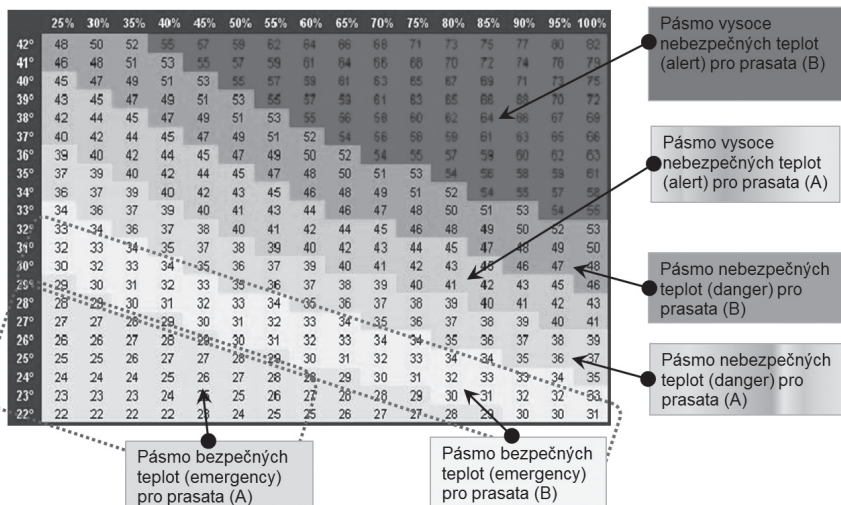 25% 30% 35% 40% 45% 50% 55% 60% 65% 70% 75% 80% 85% 90% 95% 100%
42° 48 50 52 55 57 59 62 64 66 68 71 73 75 77 80 82
41° 46 48 51 53 55 57 59 61 64 66 68 70 72 74 76 79
40° 45 47 49 51 53 55 57 59 61 63 65 67 69 71 73 75
39° 43 45 47 49 51 53 55 57 59 61 63 65 66 68 70 72
38° 42 44 45 47 49 51 53 55 56 58 60 62 64 66 67 69
37° 40 42 44 45 47 49 51 52 54 56 58 59 61 63 65 66
36° 39 40 42 44 45 47 49 50 52 54 55 57 59 60 62 63
35° 37 39 40 42 44 45 47 48 50 51 53 54 56 58 59 61
34° 36 37 39 40 42 43 45 46 48 49 51 52 54 55 57 58
33° 34 36 37 39 40 41 43 44 46 47 48 50 51 53 54 55
32° 33 34 36 37 38 40 41 42 44 45 46 48 49 50 52 53
31° 32 33 34 35 37 38 39 40 42 43 44 45 47 48 49 50
30° 30 32 33 34 35 36 37 39 40 41 42 43 45 46 47 48
29° 29 30 31 32 33 35 36 37 38 39 40 41 42 43 45 46
28° 28 29 30 31 32 33 34 35 36 37 38 39 40 41 42 43
27° 27 27 28 29 30 31 32 33 34 35 36 37 38 39 40 41
26° 26 26 27 28 29 30 31 32 33 34 34 35 36 37 38 39
25° 25 25 26 27 27 28 29 30 31 32 33 34 34 35 36 37
24° 24 24 24 25 26 27 28 28 29 30 31 32 33 33 34 35
23° 23 23 23 24 25 25 26 27 28 28 29 30 31 32 32 33
22° 22 22 22 22 23 24 25 25 26 27 27 28 29 30 30 31
Pásmo vysoce
nebezpečných teplot
(alert) pro prasata (B)
Pásmo vysoce
nebezpečných teplot
(alert) pro prasata (A)
Pásmo nebezpečných
teplot (danger) pro
prasata (B)
Pásmo nebezpečných
teplot (danger) pro
prasata (A)
Pásmo bezpečných
teplot (emergency)
pro prasata (A)
Pásmo bezpečných
teplot (emergency)
pro prasata (B)